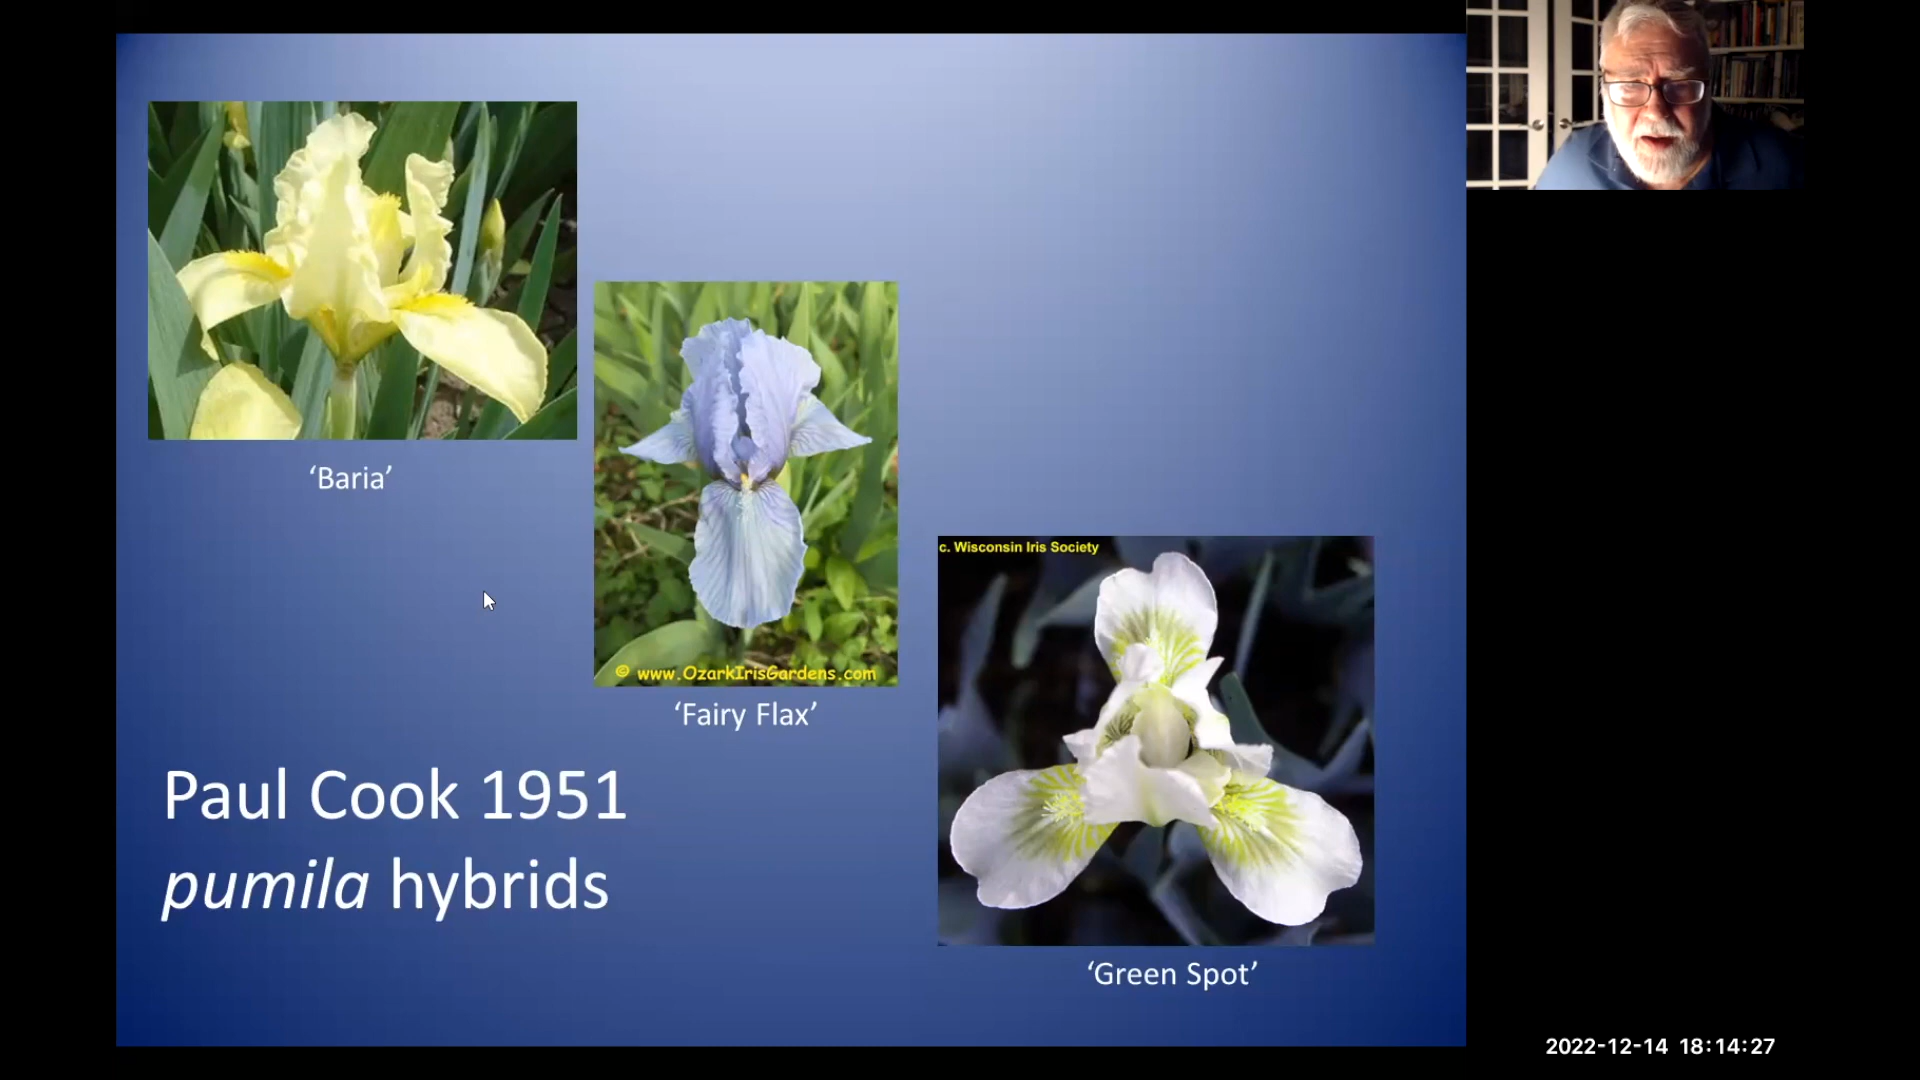 ‘Baria’
c. Wisconsin Iris Society
© www.OzarkIrisGardens.com
‘Fairy Flax’
Paul Cook 1951
pumila hybrids
‘Green Spot’
2022-12-14 18:14:27